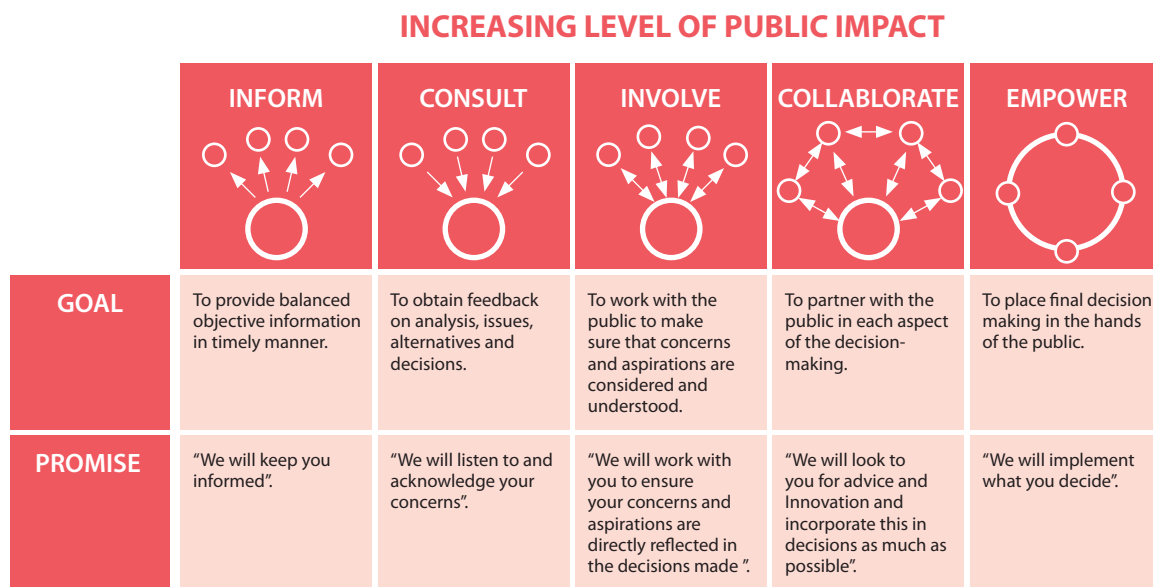 INCREASING LEVEL OF PUBLIC IMPACT
INFORM
CONSULT
INVOLVE
COLLABLORATE
EMPOWER
GOAL
To provide balanced
objective information
in timely manner.
To obtain feedback
on analysis, issues,
alternatives and
decisions.
To work with the
public to make
sure that concerns
and aspirations are
considered and
understood.
To partner with the
public in each aspect
of the decision-
making.
To place final decision
making in the hands
of the public.
PROMISE
“We will keep you
informed”.
“We will listen to and
acknowledge your
concerns”.
“We will work with
you to ensure
your concerns and
aspirations are
directly reflected in
the decisions made ”.
“We will look to
you for advice and
Innovation and
incorporate this in
decisions as much as
possible”.
“We will implement
what you decide”.